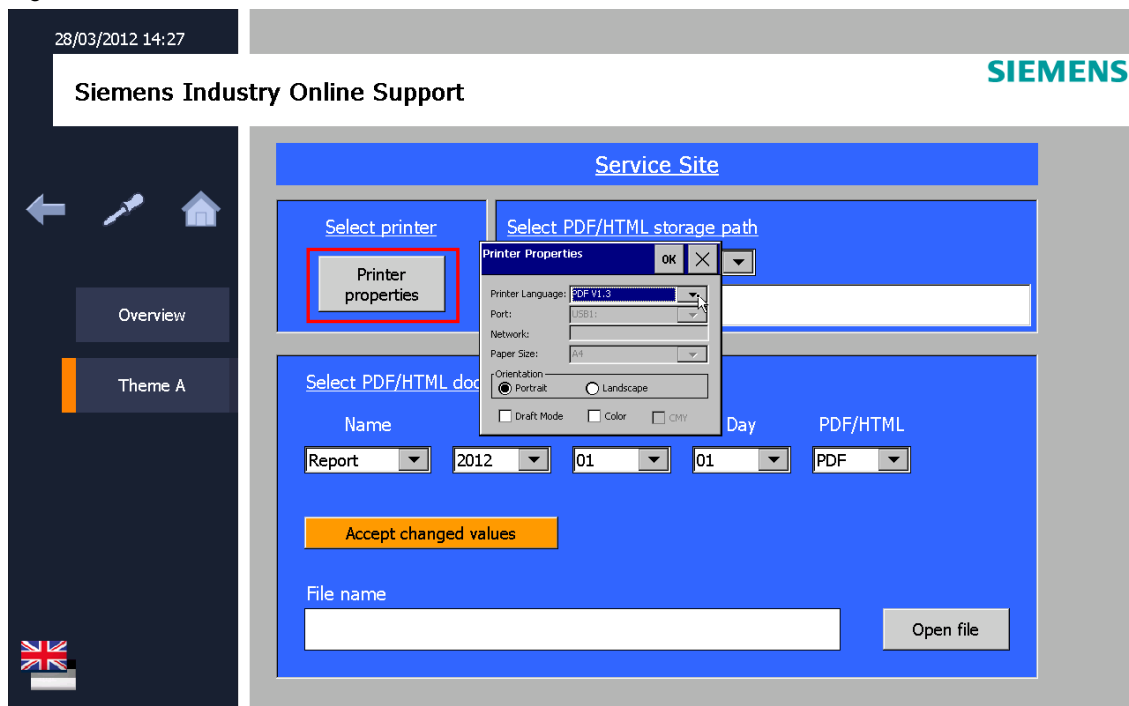 28/03/2012 14:27
SIEMENS
Siemens Industry Online Support
Service Site
Select printer
Select PDF/HTML storage path
Printer
properties
Printer Properties
OK
Printer Language: PDF V1.3
Port: USB1:
Network:
Paper Size: A4
Orientation
Portrait
Landscape
Draft Mode
Color
CMY
Overview
Theme A
Select PDF/HTML doc
Name
Day
PDF/HTML
Report
2012
01
01
PDF
Accept changed values
File name
Open file